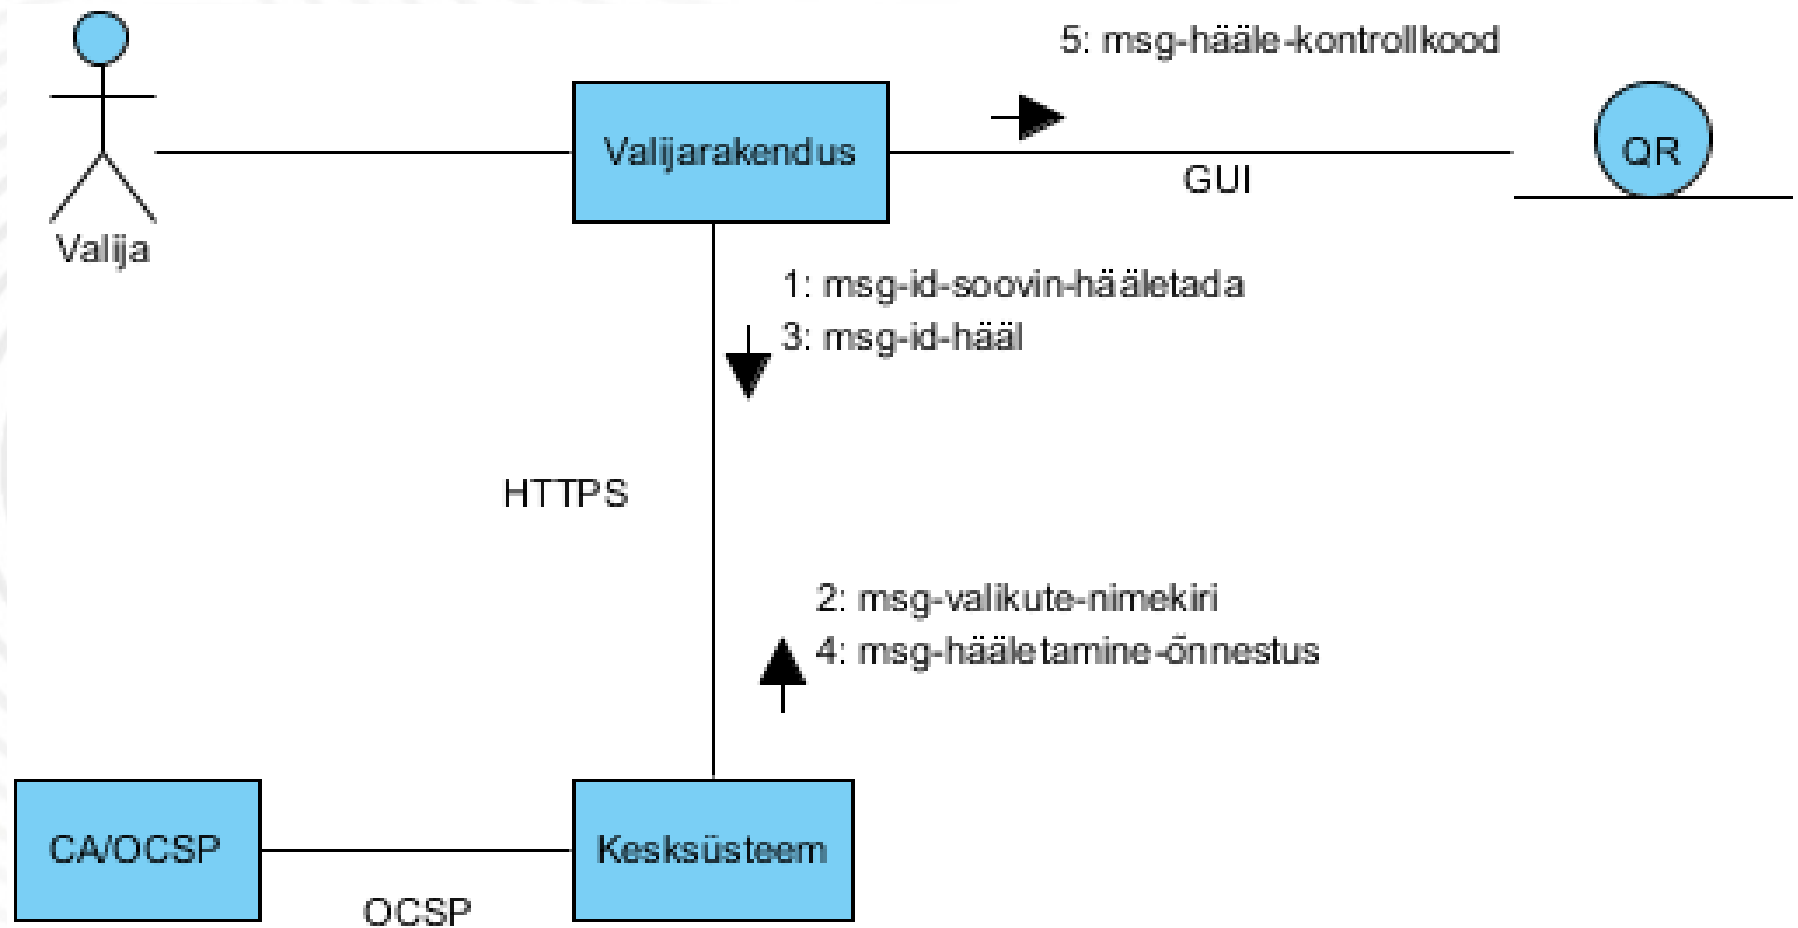 5: msg-hääle-kontrollkood
Valijarakendus
QR
GUI
Valija
1: msg-id-soovin-hääletada
3: msg-id-hääl
HTTPS
2: msg-valikute-nimekiri
4: msg-hääletamine-õnnestus
CA/OCSP
Kesksüsteem
OCSP